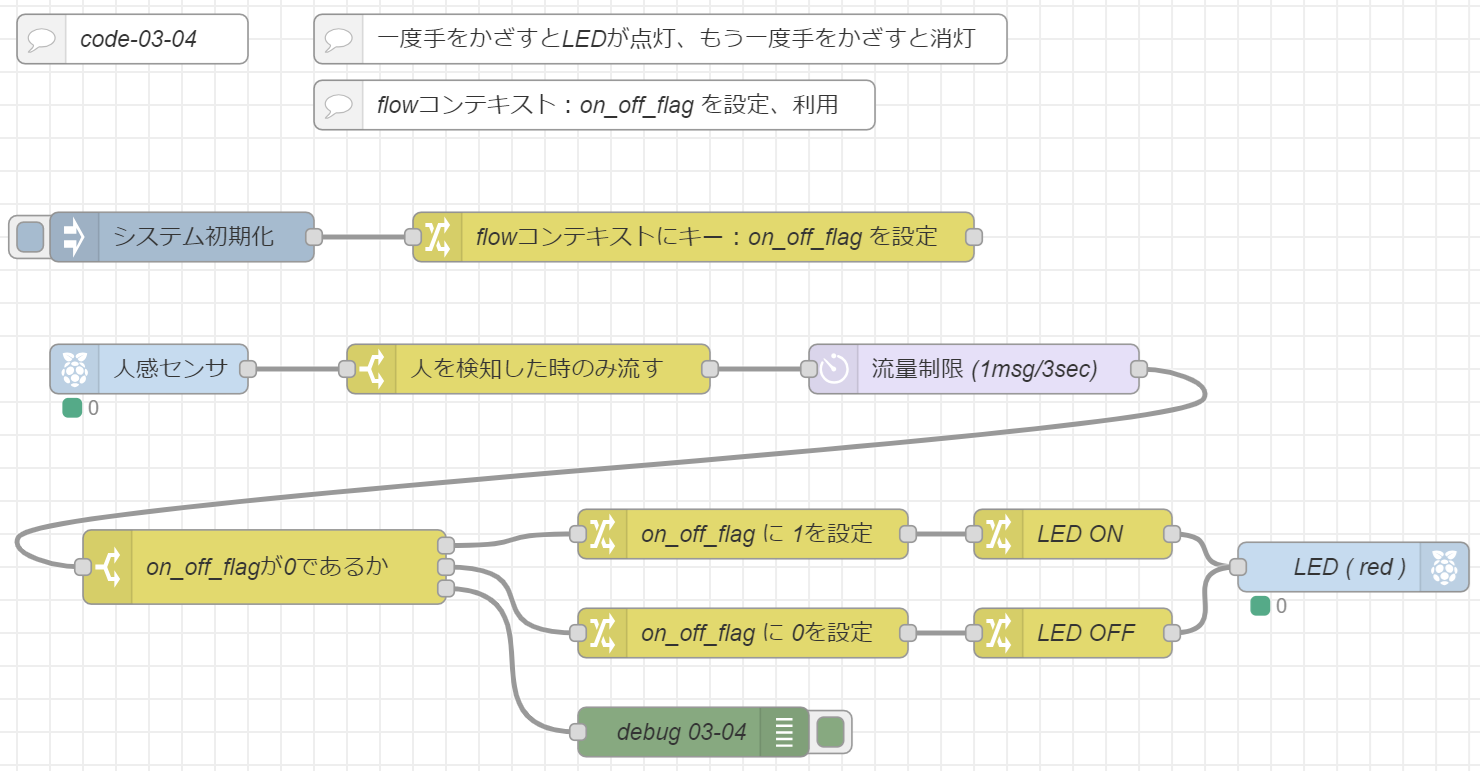 code-03-04
一度手をかざすとLEDが点灯、もう一度手をかざすと消灯
flowコンテキスト：on_off_flag を設定、利用
システム初期化
flowコンテキストにキー：on_off_flag を設定
人感センサ
人を検知した時のみ流す
流量制限 (1msg/3sec)
0
on_off_flagが0であるか
on_off_flag に 1を設定
LED ON
LED ( red )
0
on_off_flag に 0を設定
LED OFF
debug 03-04